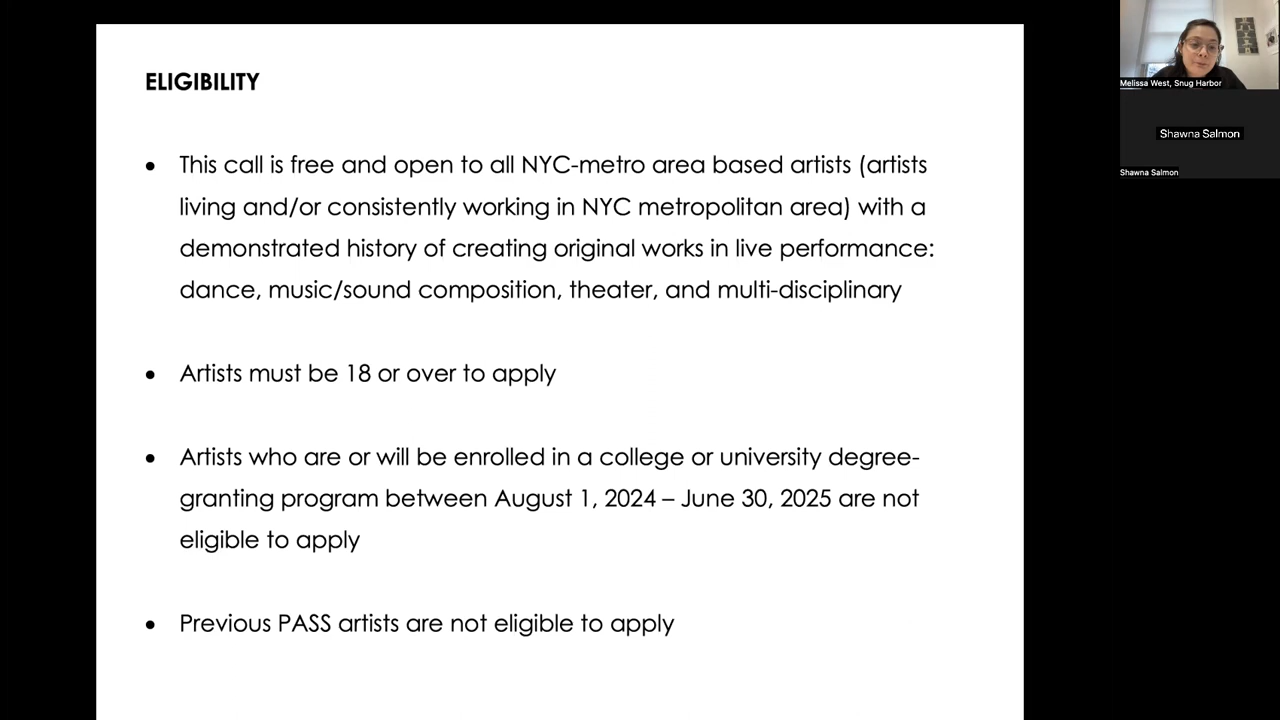 ELIGIBILITY
• This call is free and open to all NYC-metro area based artists (artists
living and/or consistently working in NYC metropolitan area) with a
demonstrated history of creating original works in live performance:
dance, music/sound composition, theater, and multi-disciplinary
• Artists must be 18 or over to apply
• Artists who are or will be enrolled in a college or university degree-
granting program between August 1, 2024 – June 30, 2025 are not
eligible to apply
• Previous PASS artists are not eligible to apply
Melissa West, Snug Harbor
Shawna Salmon
Shawna Salmon